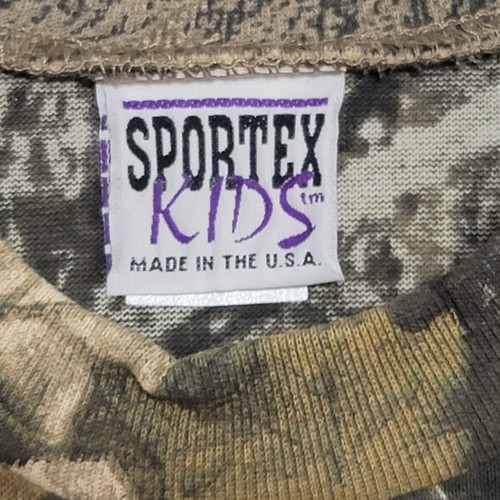 SPORTEX
KIDS tm
MADE IN THE U.S.A.